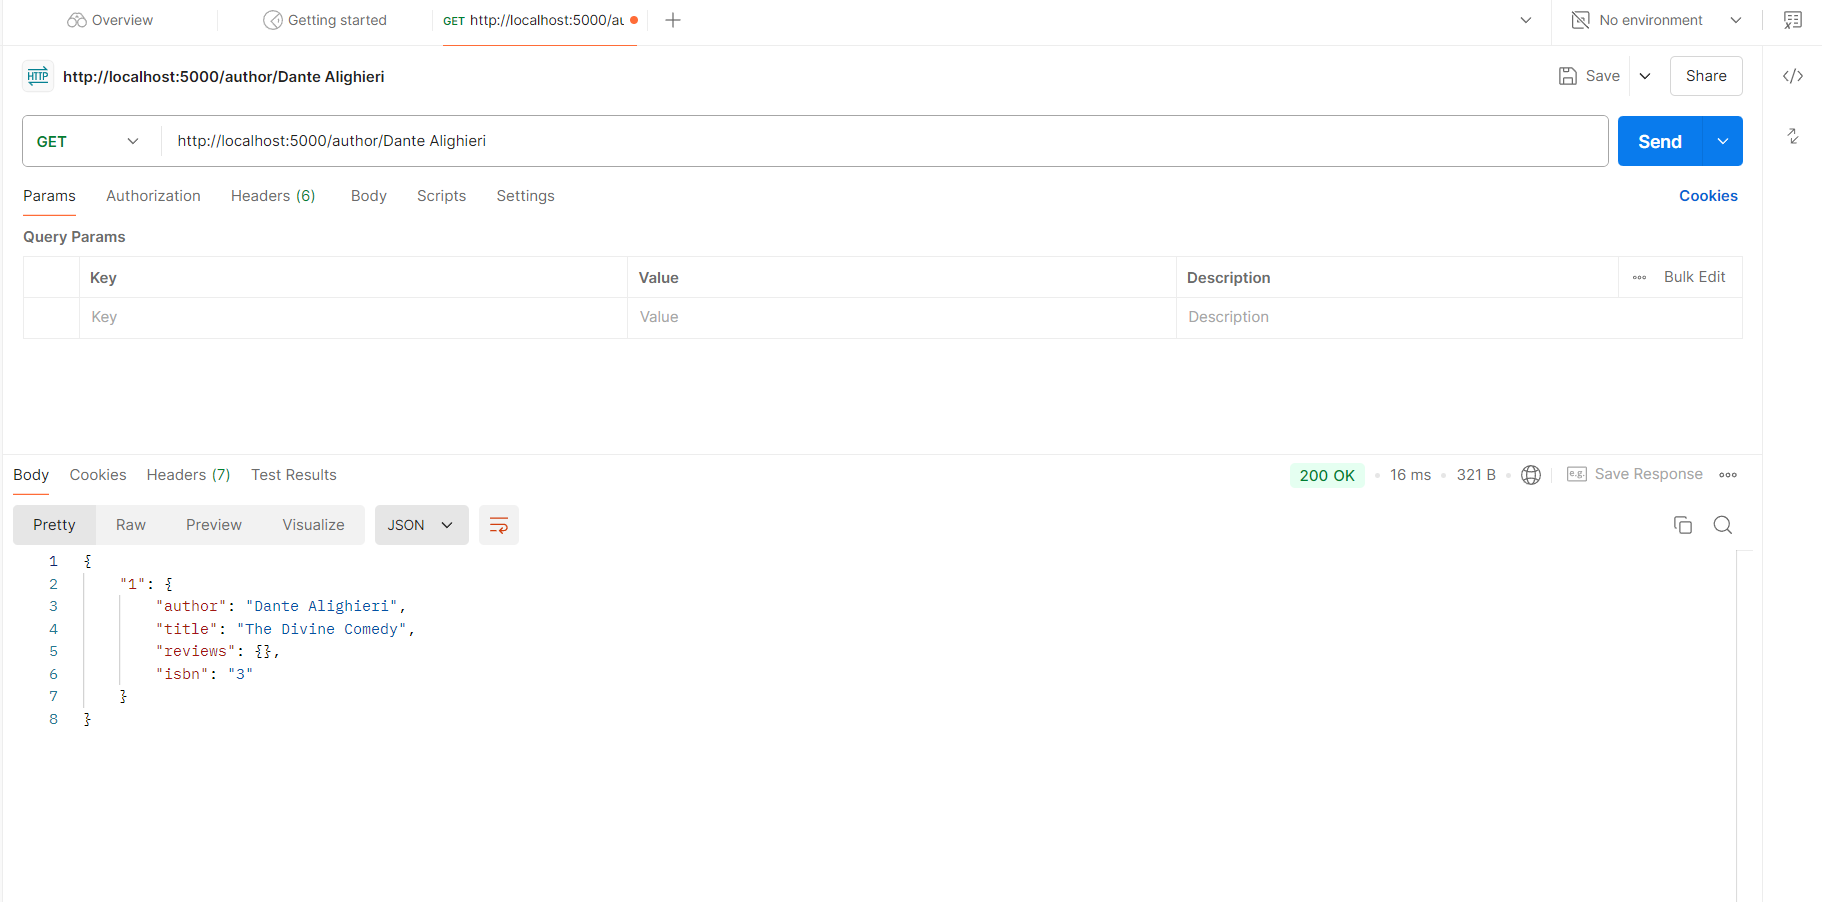 Overview Getting started GET http://localhost:5000/au No environment
HTTP http://localhost:5000/author/Dante Alighieri Save Share
GET http://localhost:5000/author/Dante Alighieri Send
Params Authorization Headers (6) Body Scripts Settings Cookies
Query Params
Key Value Description Bulk Edit
Key Value Description
Body Cookies Headers (7) Test Results 200 OK 16 ms 321 B e.g. Save Response
Pretty Raw Preview Visualize JSON
1 {
2 "1": {
3 "author": "Dante Alighieri",
4 "title": "The Divine Comedy",
5 "reviews": {},
6 "isbn": "3"
7 }
8 }